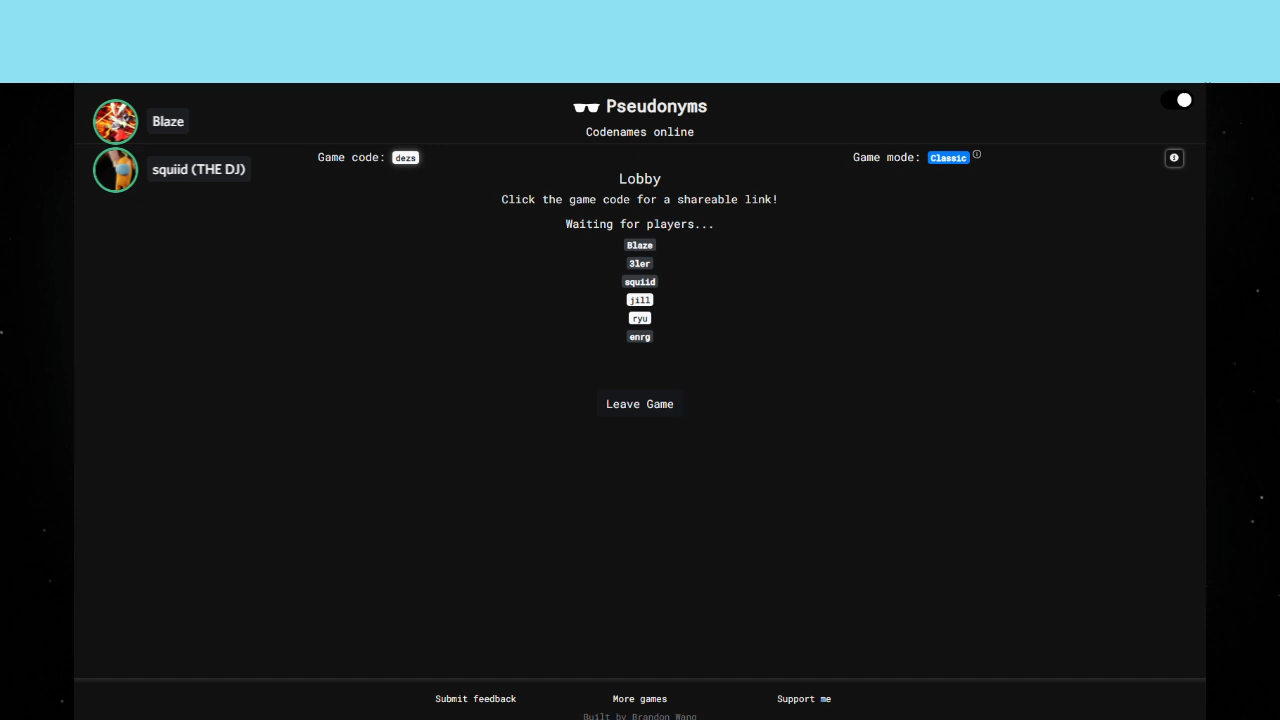 Blaze
squiid (THE DJ)
Pseudonyms
Codenames online
Game code: dezs
Game mode: Classic
Lobby
Click the game code for a shareable link!
Waiting for players...
Blaze
3ler
squiid
jill
ryu
enrg
Leave Game
Submit feedback
More games
Support me
Built by Brandon Wang